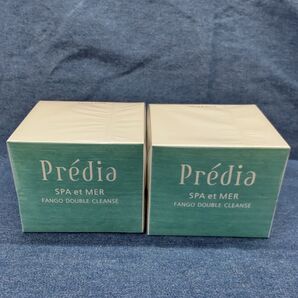 Prédia
SPA et MER
FANGO DOUBLE CLEANSE
Prédia
SPA et MER
FANGO DOUBLE CLEANSE